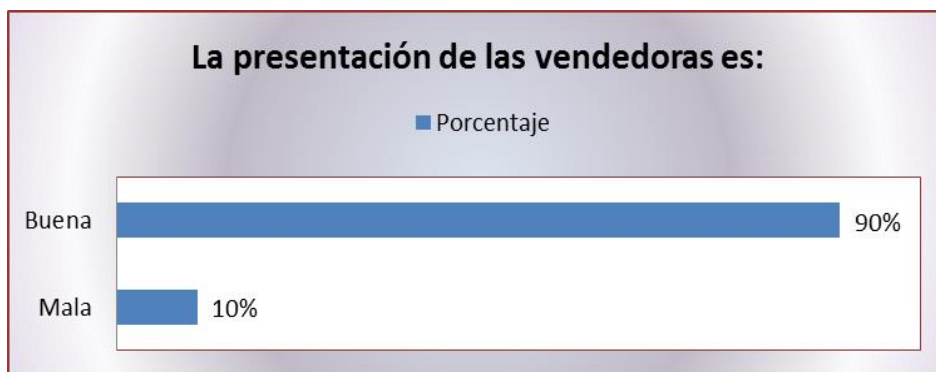 La presentación de las vendedoras es:
Porcentaje
Buena
90%
Mala
10%